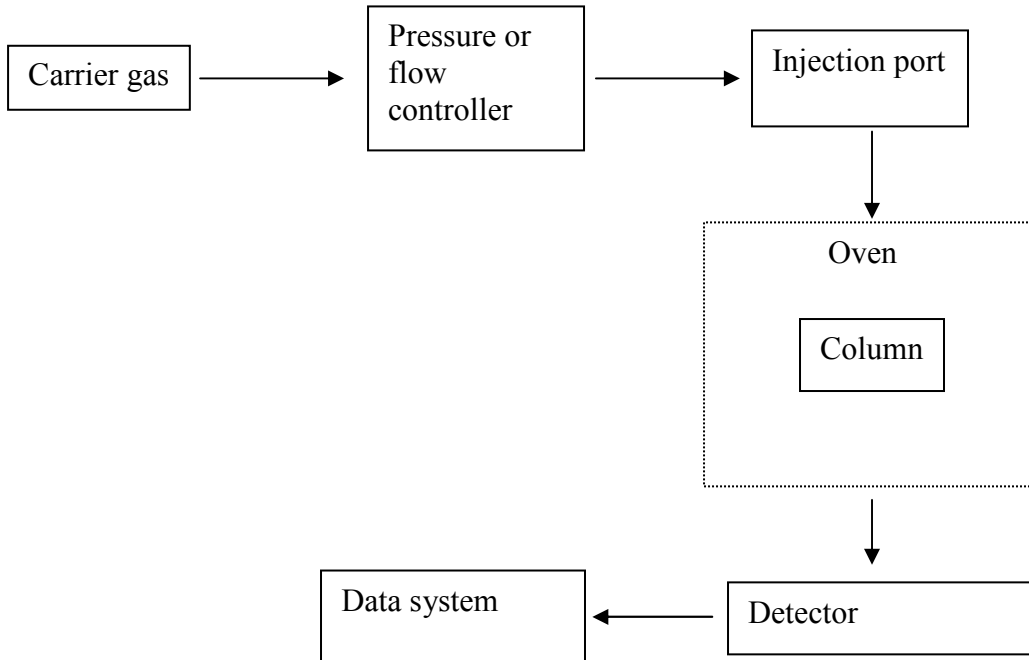 Carrier gas
Pressure or
flow
controller
Injection port
Oven
Column
Data system
Detector